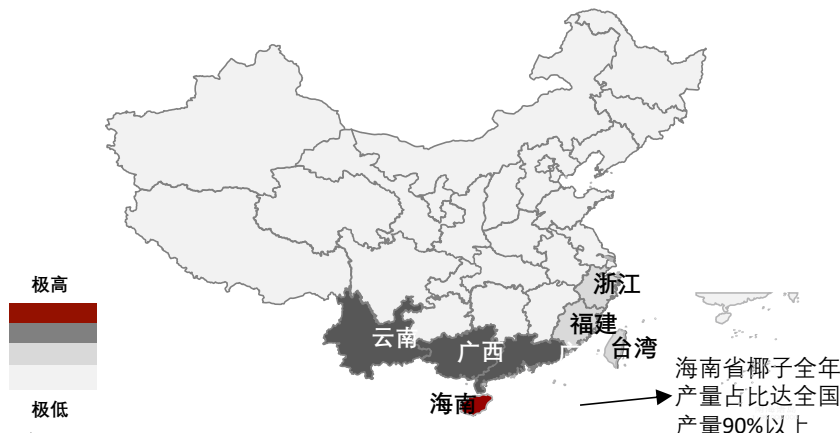 浙江
福建
台湾
云南
广西
海南
极高
极低
海南省椰子全年
产量占比达全国
产量90%以上